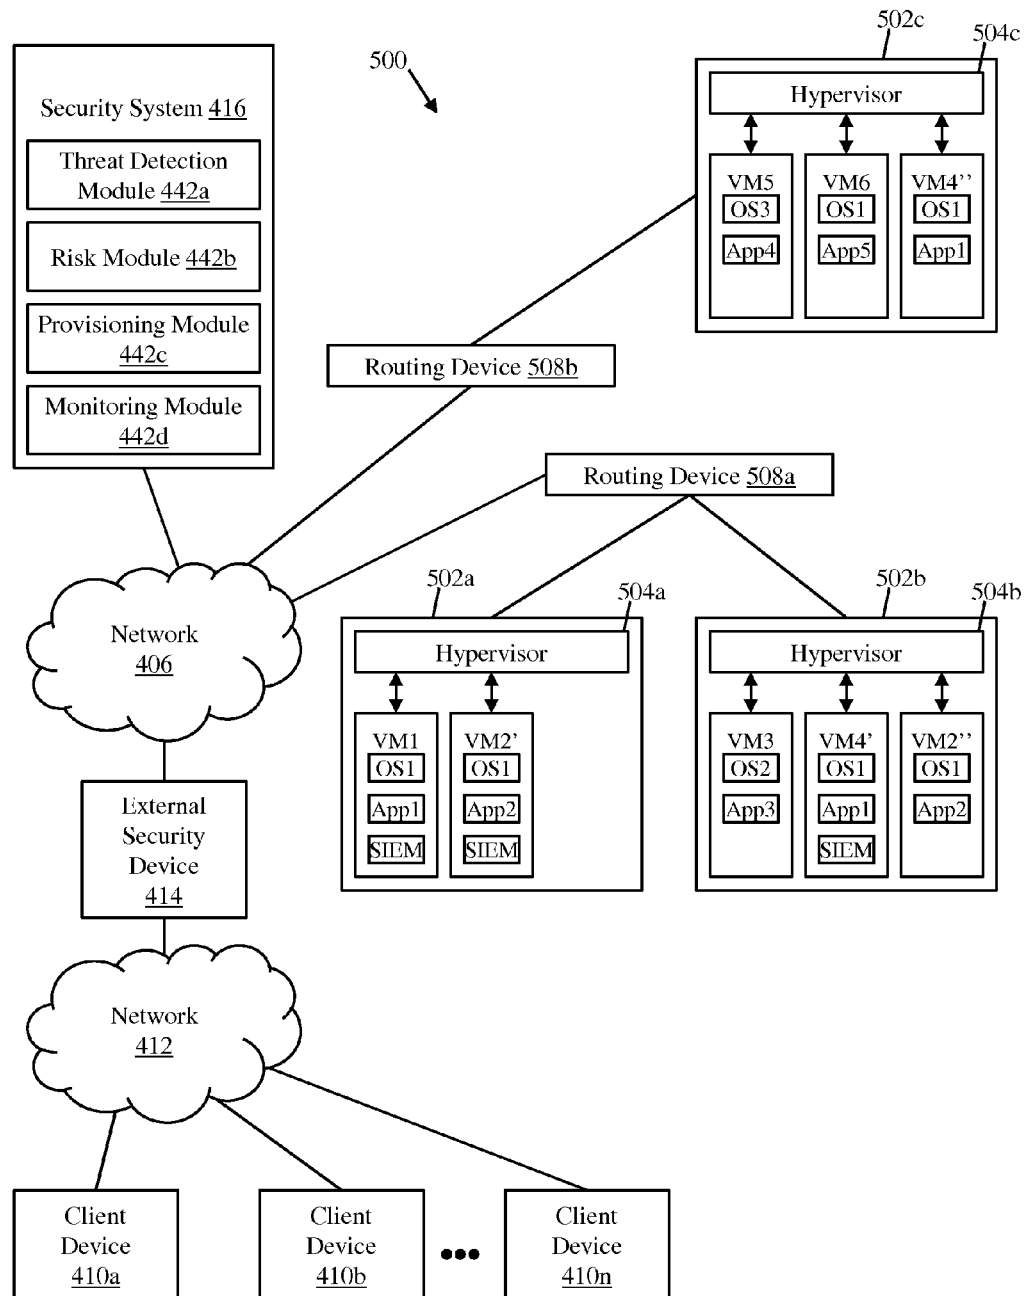 500
502c
504c
Security System 416
Threat Detection
Module 442a
Risk Module 442b
Provisioning Module
442c
Monitoring Module
442d
Hypervisor
VM5
OS3
App4
VM6
OS1
App5
VM4’’
OS1
App1
Routing Device 508b
Routing Device 508a
Network
406
502a
504a
Hypervisor
VM1
OS1
App1
SIEM
VM2’
OS1
App2
SIEM
502b
504b
Hypervisor
VM3
OS2
App3
VM4’
OS1
App1
SIEM
VM2’’
OS1
App2
External
Security
Device
414
Network
412
Client
Device
410a
Client
Device
410b
Client
Device
410n